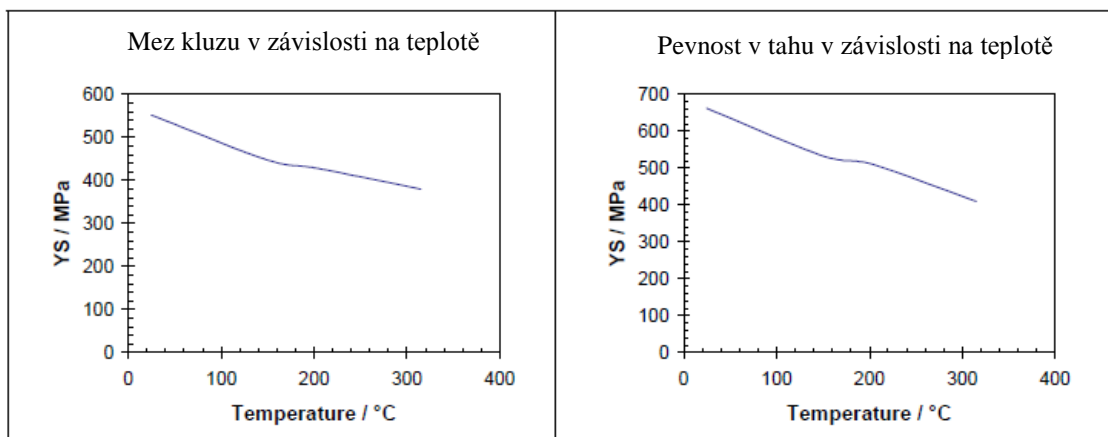 Mez kluzu v závislosti na teplotě
600
500
400
300
200
100
0
YS / MPa
0 100 200 300 400
Temperature / °C
Pevnost v tahu v závislosti na teplotě
700
600
500
400
300
200
100
0
YS / MPa
0 100 200 300 400
Temperature / °C